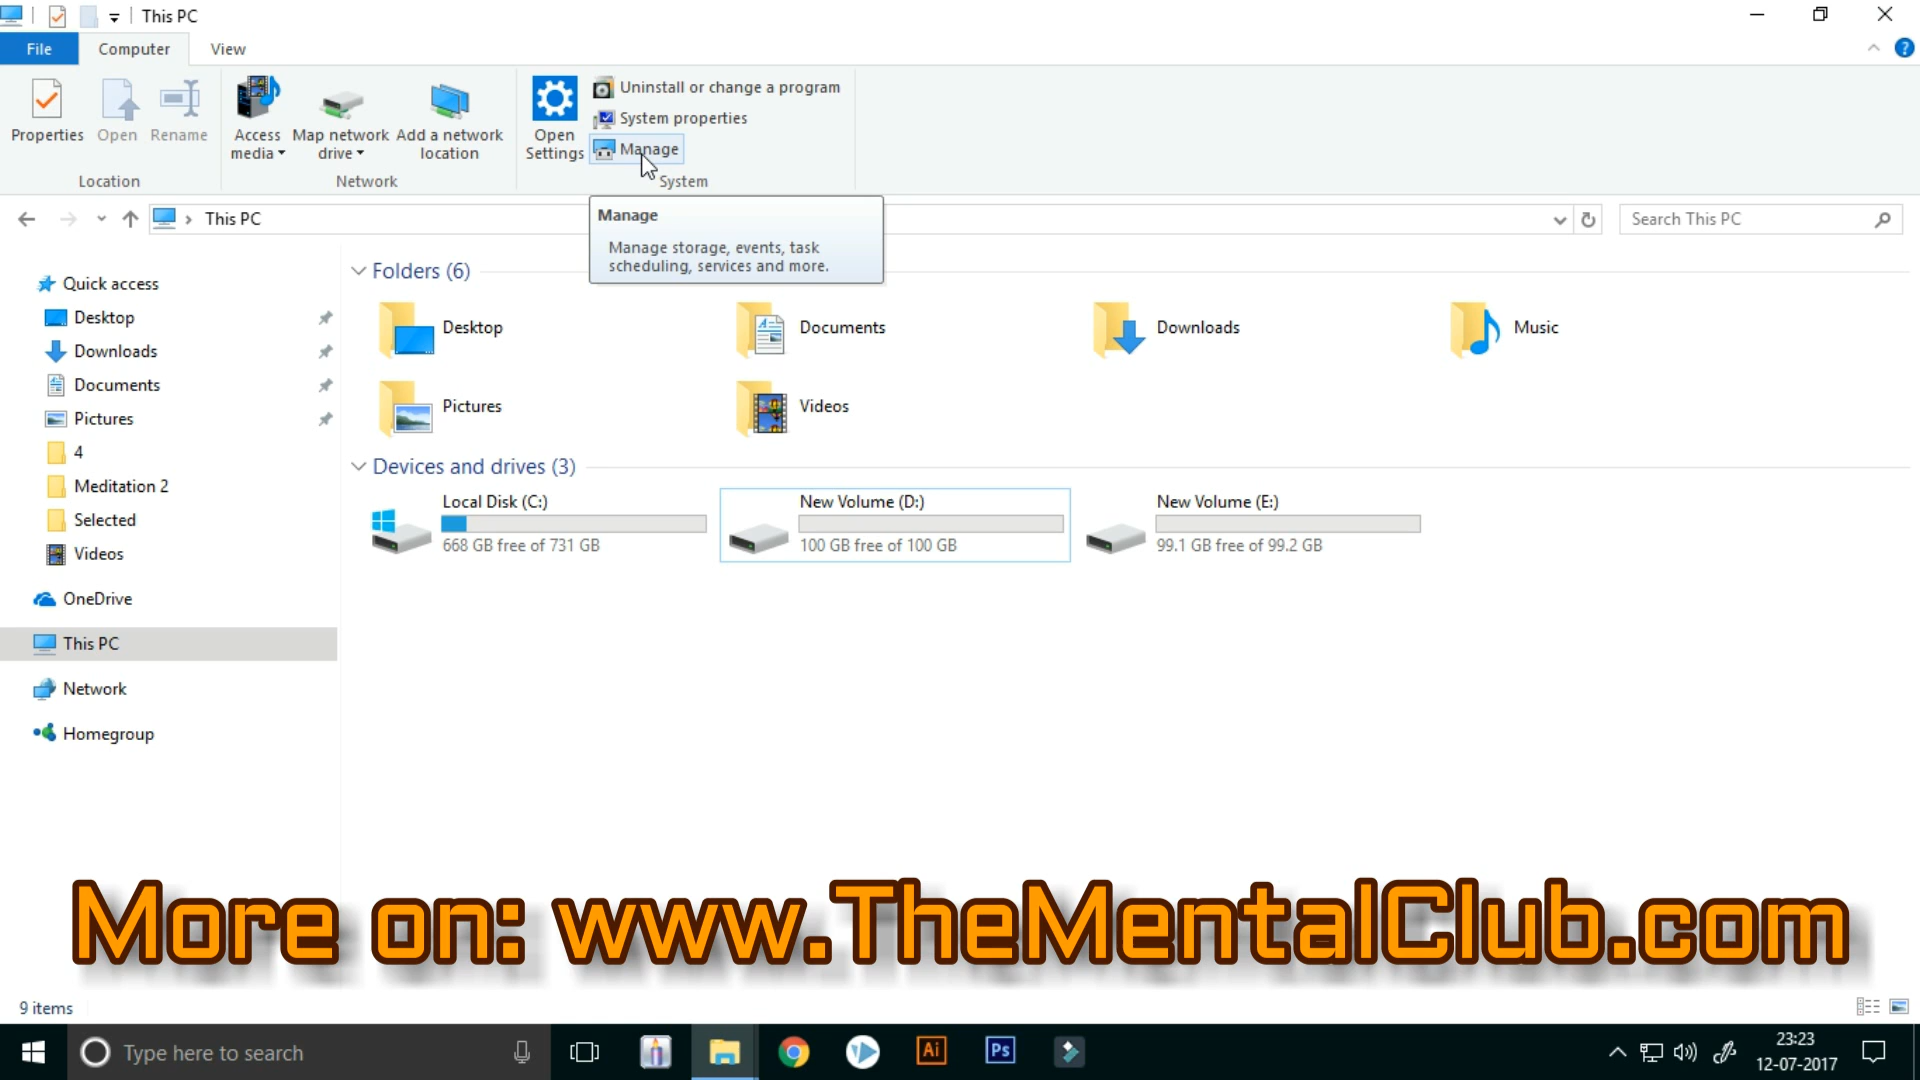 This PC
File Computer View
Properties Open Rename
Access media
Map network drive
Add a network location
Open Settings
Uninstall or change a program
System properties
Manage
Location Network System
This PC
Search This PC
Manage
Manage storage, events, task
scheduling, services and more.
Quick access
Desktop
Downloads
Documents
Pictures
4
Meditation 2
Selected
Videos
OneDrive
This PC
Network
Homegroup
Folders (6)
Desktop Documents Downloads Music
Pictures Videos
Devices and drives (3)
Local Disk (C:)
668 GB free of 731 GB
New Volume (D:)
100 GB free of 100 GB
New Volume (E:)
99.1 GB free of 99.2 GB
More on: www.TheMentalClub.com
9 items
Type here to search
Ai
Ps
23:23
12-07-2017